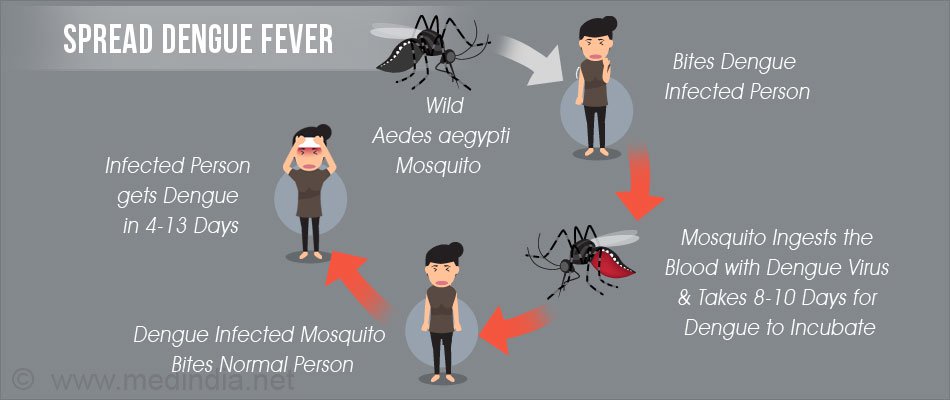 SPREAD DENGUE FEVER
Wild
Aedes aegypti
Mosquito
Bites Dengue
Infected Person
Mosquito Ingests the
Blood with Dengue Virus
& Takes 8-10 Days for
Dengue to Incubate
Dengue Infected Mosquito
Bites Normal Person
Infected Person
gets Dengue
in 4-13 Days
© www.medindia.net